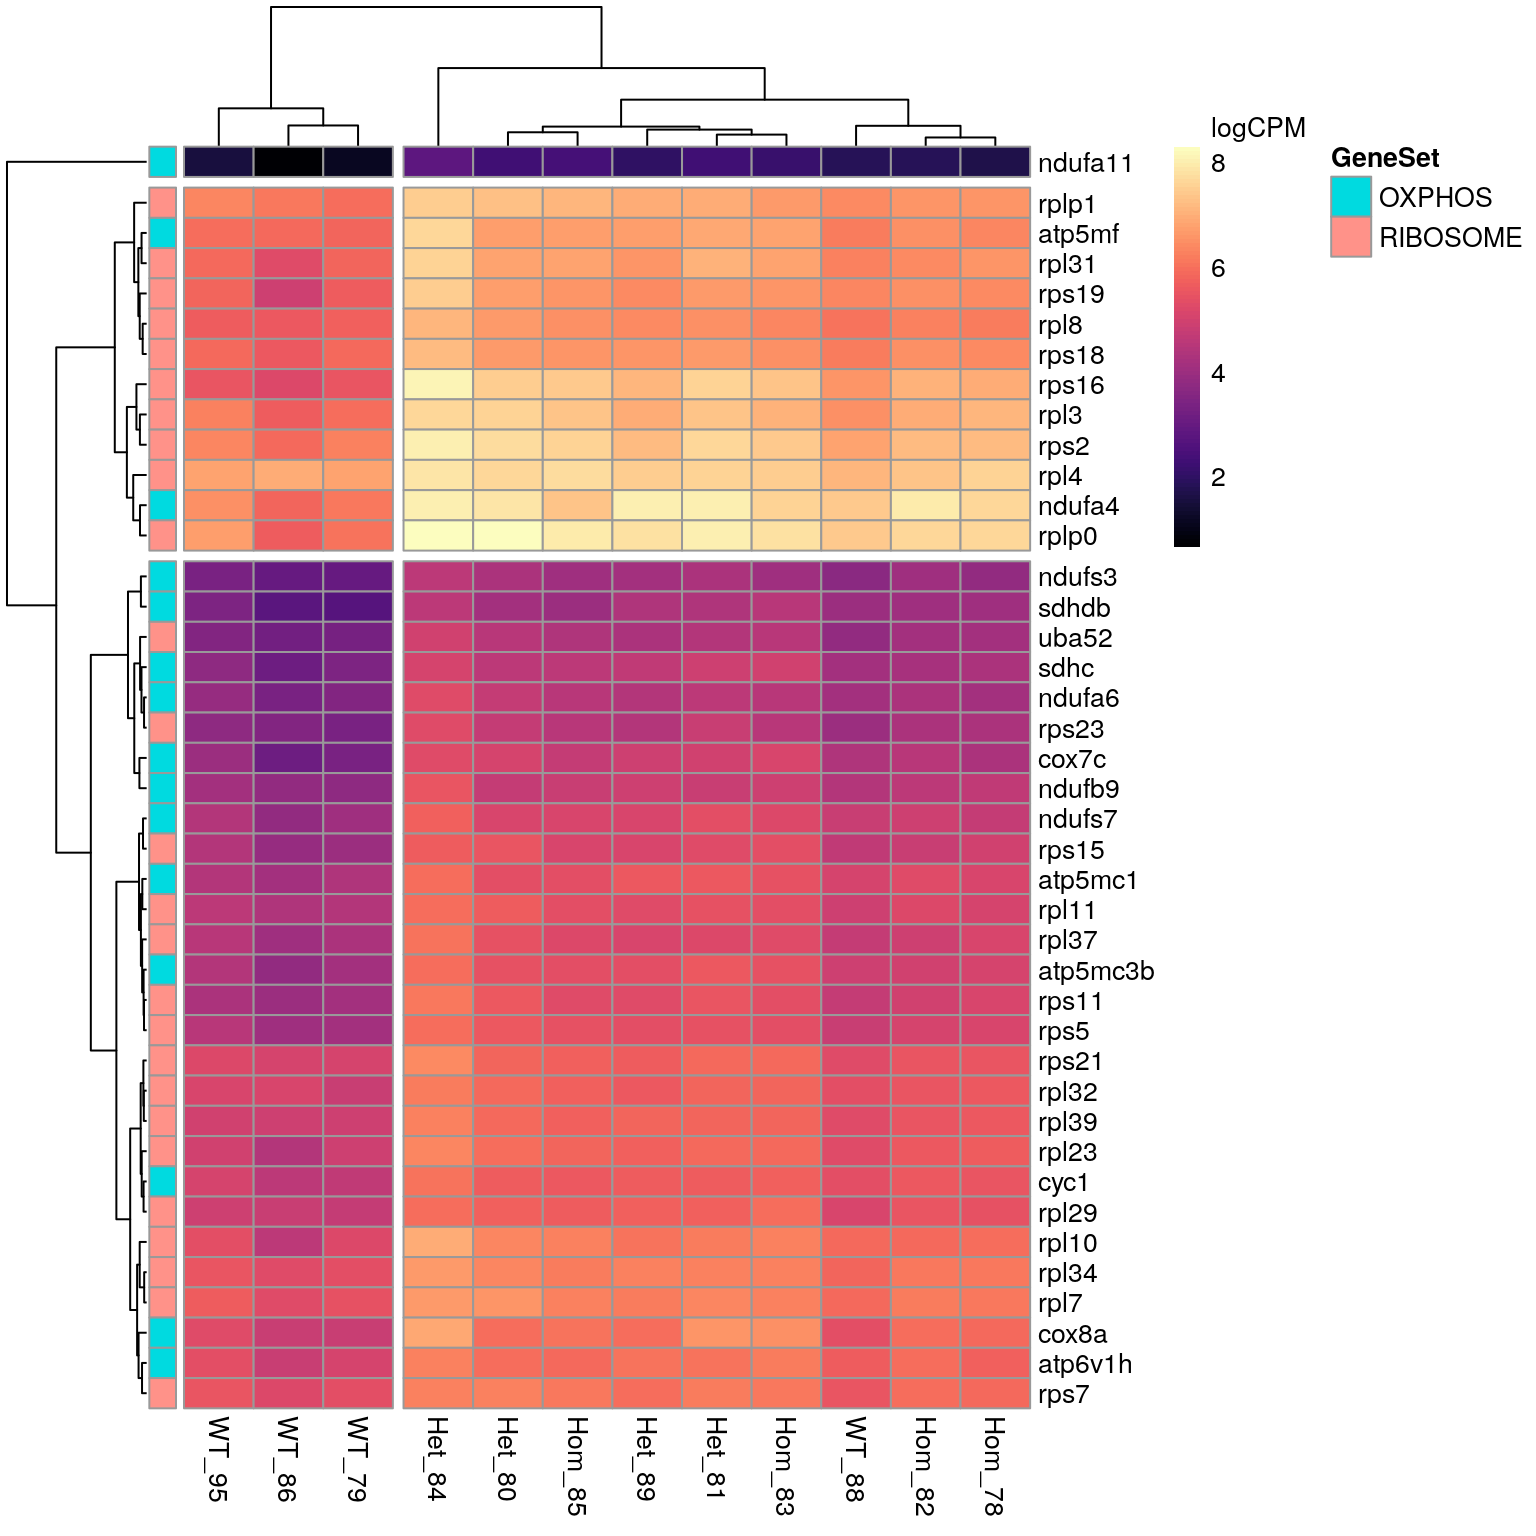 logCPM
8
6
4
2
GeneSet
OXPHOS
RIBOSOME
ndufa11
rplp1
atp5mf
rpl31
rps19
rpl8
rps18
rps16
rpl3
rps2
rpl4
ndufa4
rplp0
ndufs3
sdhdb
uba52
sdhc
ndufa6
rps23
cox7c
ndufb9
ndufs7
rps15
atp5mc1
rpl11
rpl37
atp5mc3b
rps11
rps5
rps21
rpl32
rpl39
rpl23
cyc1
rpl29
rpl10
rpl34
rpl7
cox8a
atp6v1h
rps7
WT_95
WT_86
WT_79
Het_84
Het_80
Hom_85
Het_89
Het_81
Hom_83
WT_88
Hom_82
Hom_78